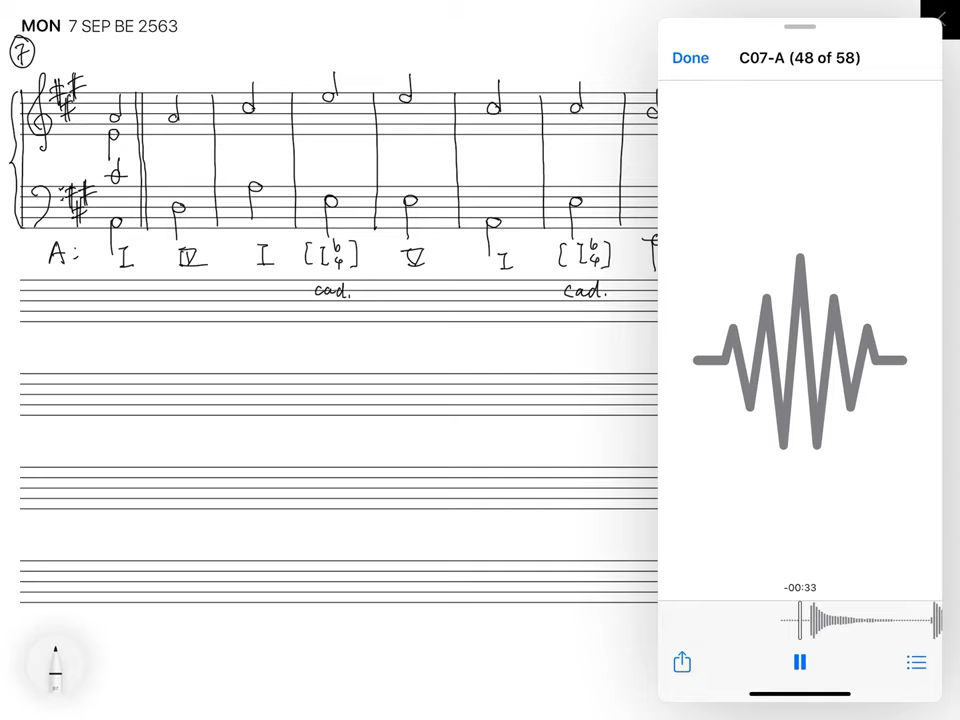 MON 7 SEP BE 2563
7
Done C07-A (48 of 58)
A: I IV I [I 6 4] V I [I 6 4]
cad. cad.
-00:33